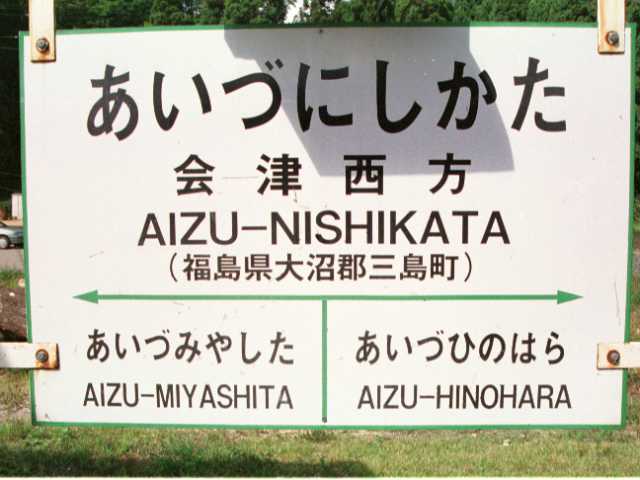 あいづにしかた
会津西方
AIZU-NISHIKATA
(福島県大沼郡三島町)
あいづみやした
AIZU-MIYASHITA
あいづひのはら
AIZU-HINOHARA